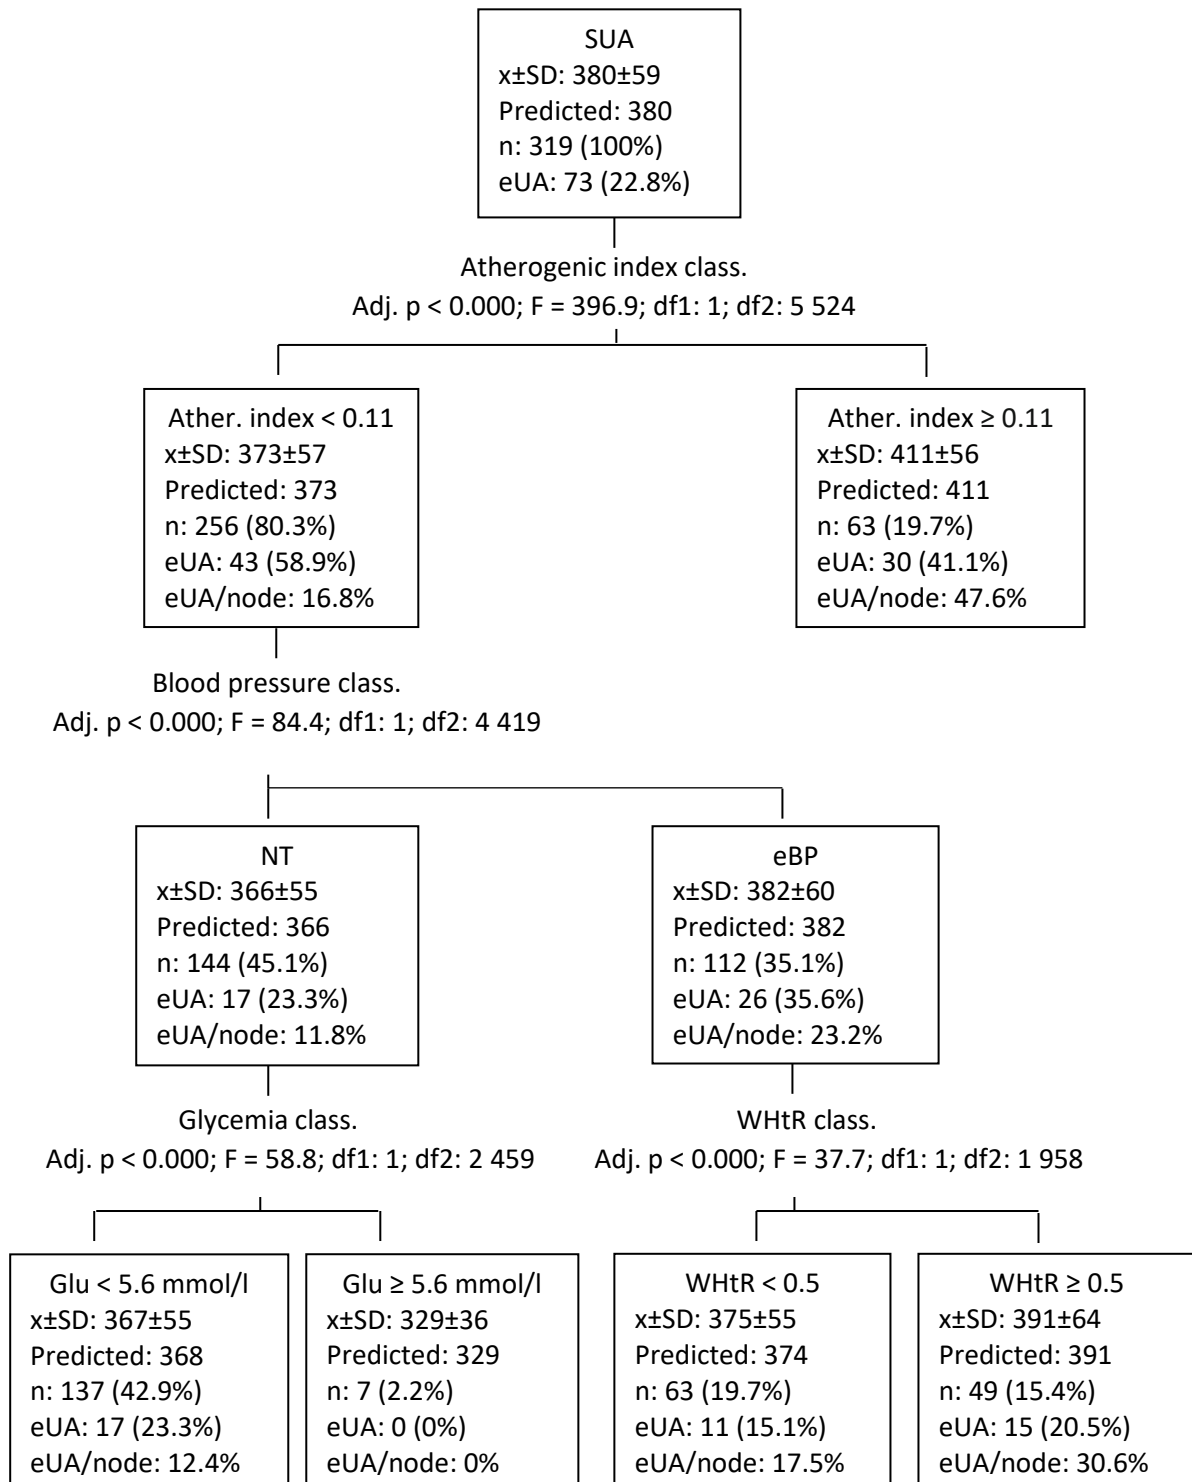 SUA
x±SD: 380±59
Predicted: 380
n: 319 (100%)
eUA: 73 (22.8%)
Atherogenic index class.
Adj. p < 0.000; F = 396.9; df1: 1; df2: 5 524
Ather. index < 0.11
x±SD: 373±57
Predicted: 373
n: 256 (80.3%)
eUA: 43 (58.9%)
eUA/node: 16.8%
Ather. index ≥ 0.11
x±SD: 411±56
Predicted: 411
n: 63 (19.7%)
eUA: 30 (41.1%)
eUA/node: 47.6%
Blood pressure class.
Adj. p < 0.000; F = 84.4; df1: 1; df2: 4 419
NT
x±SD: 366±55
Predicted: 366
n: 144 (45.1%)
eUA: 17 (23.3%)
eUA/node: 11.8%
eBP
x±SD: 382±60
Predicted: 382
n: 112 (35.1%)
eUA: 26 (35.6%)
eUA/node: 23.2%
Glycemia class.
Adj. p < 0.000; F = 58.8; df1: 1; df2: 2 459
WHtR class.
Adj. p < 0.000; F = 37.7; df1: 1; df2: 1 958
Glu < 5.6 mmol/l
x±SD: 367±55
Predicted: 368
n: 137 (42.9%)
eUA: 17 (23.3%)
eUA/node: 12.4%
Glu ≥ 5.6 mmol/l
x±SD: 329±36
Predicted: 329
n: 7 (2.2%)
eUA: 0 (0%)
eUA/node: 0%
WHtR < 0.5
x±SD: 375±55
Predicted: 374
n: 63 (19.7%)
eUA: 11 (15.1%)
eUA/node: 17.5%
WHtR ≥ 0.5
x±SD: 391±64
Predicted: 391
n: 49 (15.4%)
eUA: 15 (20.5%)
eUA/node: 30.6%